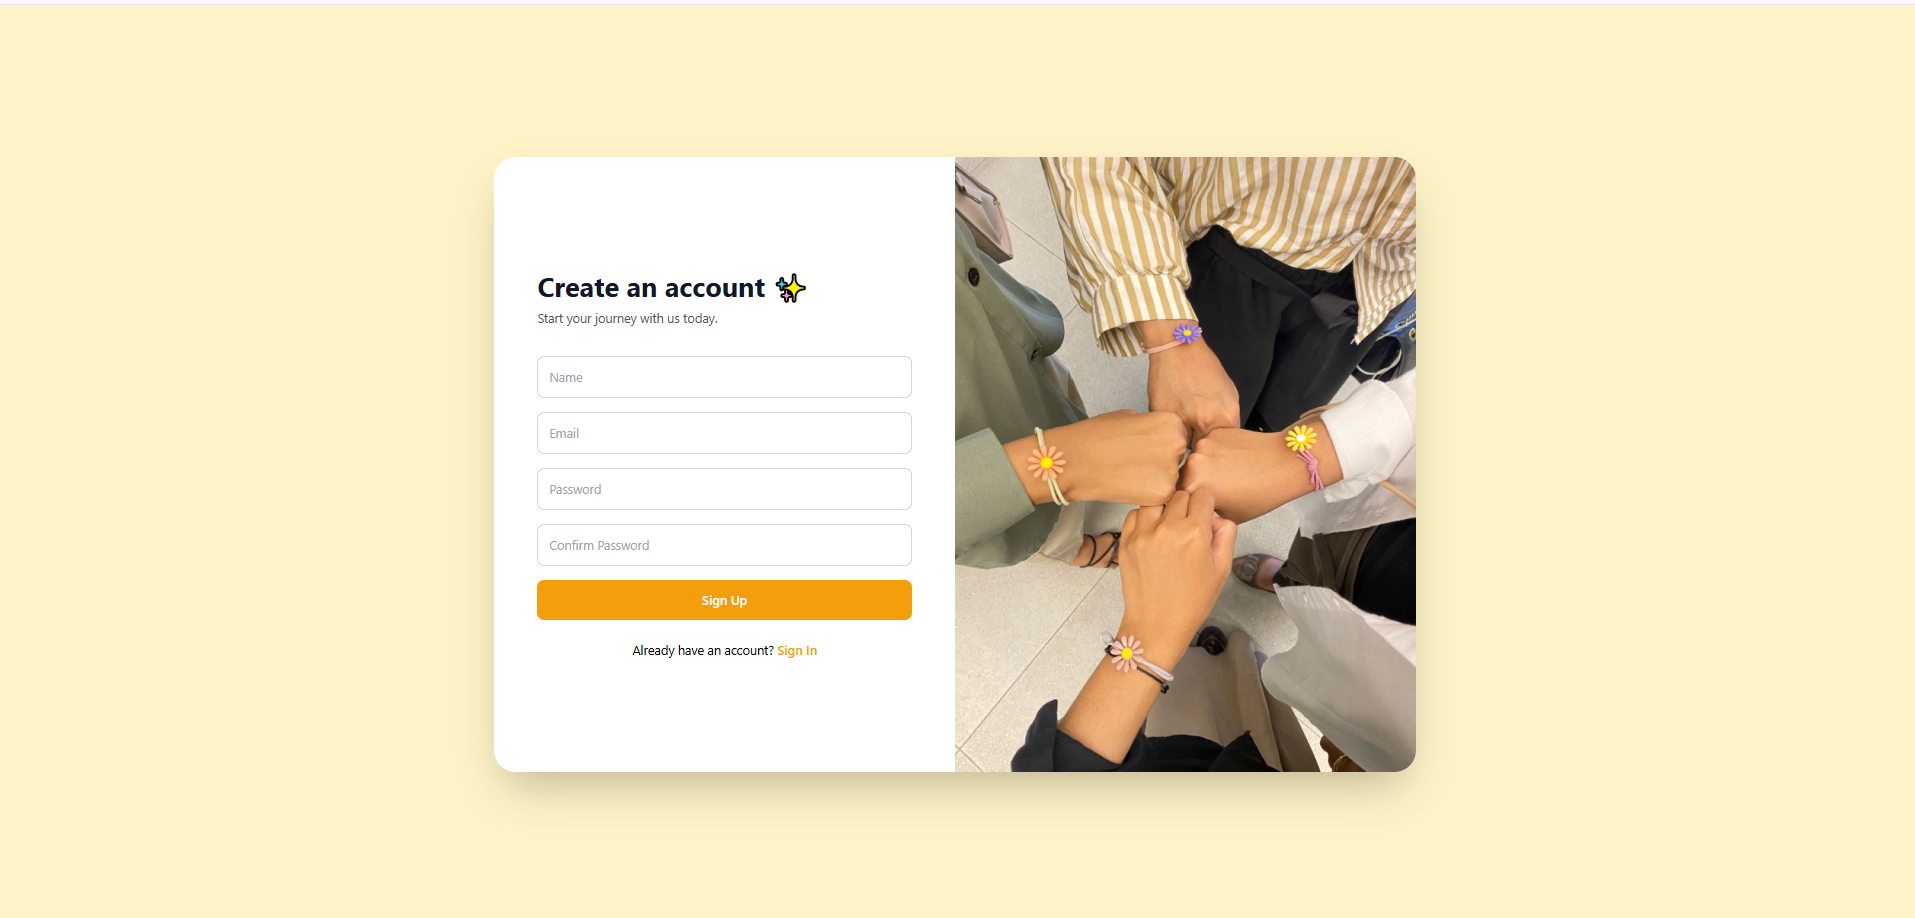 Create an account ✨
Start your journey with us today.
Name
Email
Password
Confirm Password
Sign Up
Already have an account? Sign In